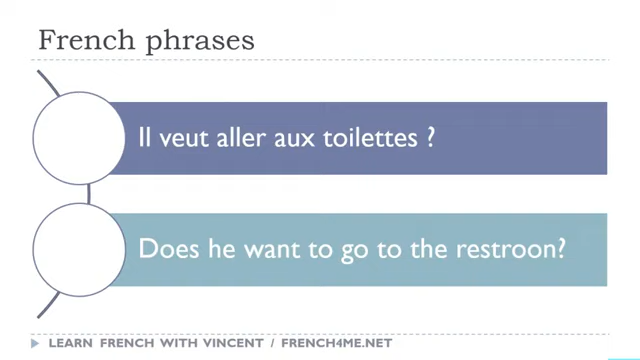 French phrases
Il veut aller aux toilettes ?
Does he want to go to the restroon?
LEARN FRENCH WITH VINCENT / FRENCH4ME.NET